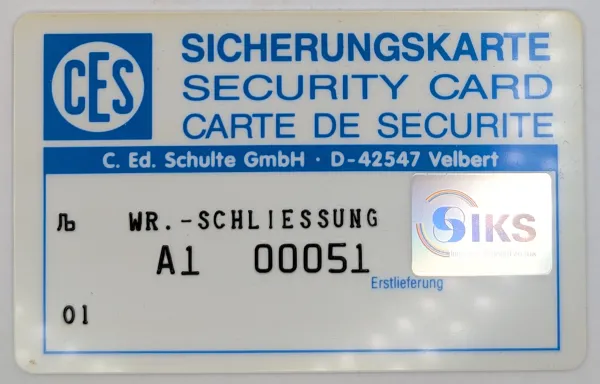 CES
SICHERUNGSKARTE
SECURITY CARD
CARTE DE SECURITE
C. Ed. Schulte GmbH · D-42547 Velbert
WR.-SCHLIESSUNG
A1 00051
SIKS
Erstlieferung
01